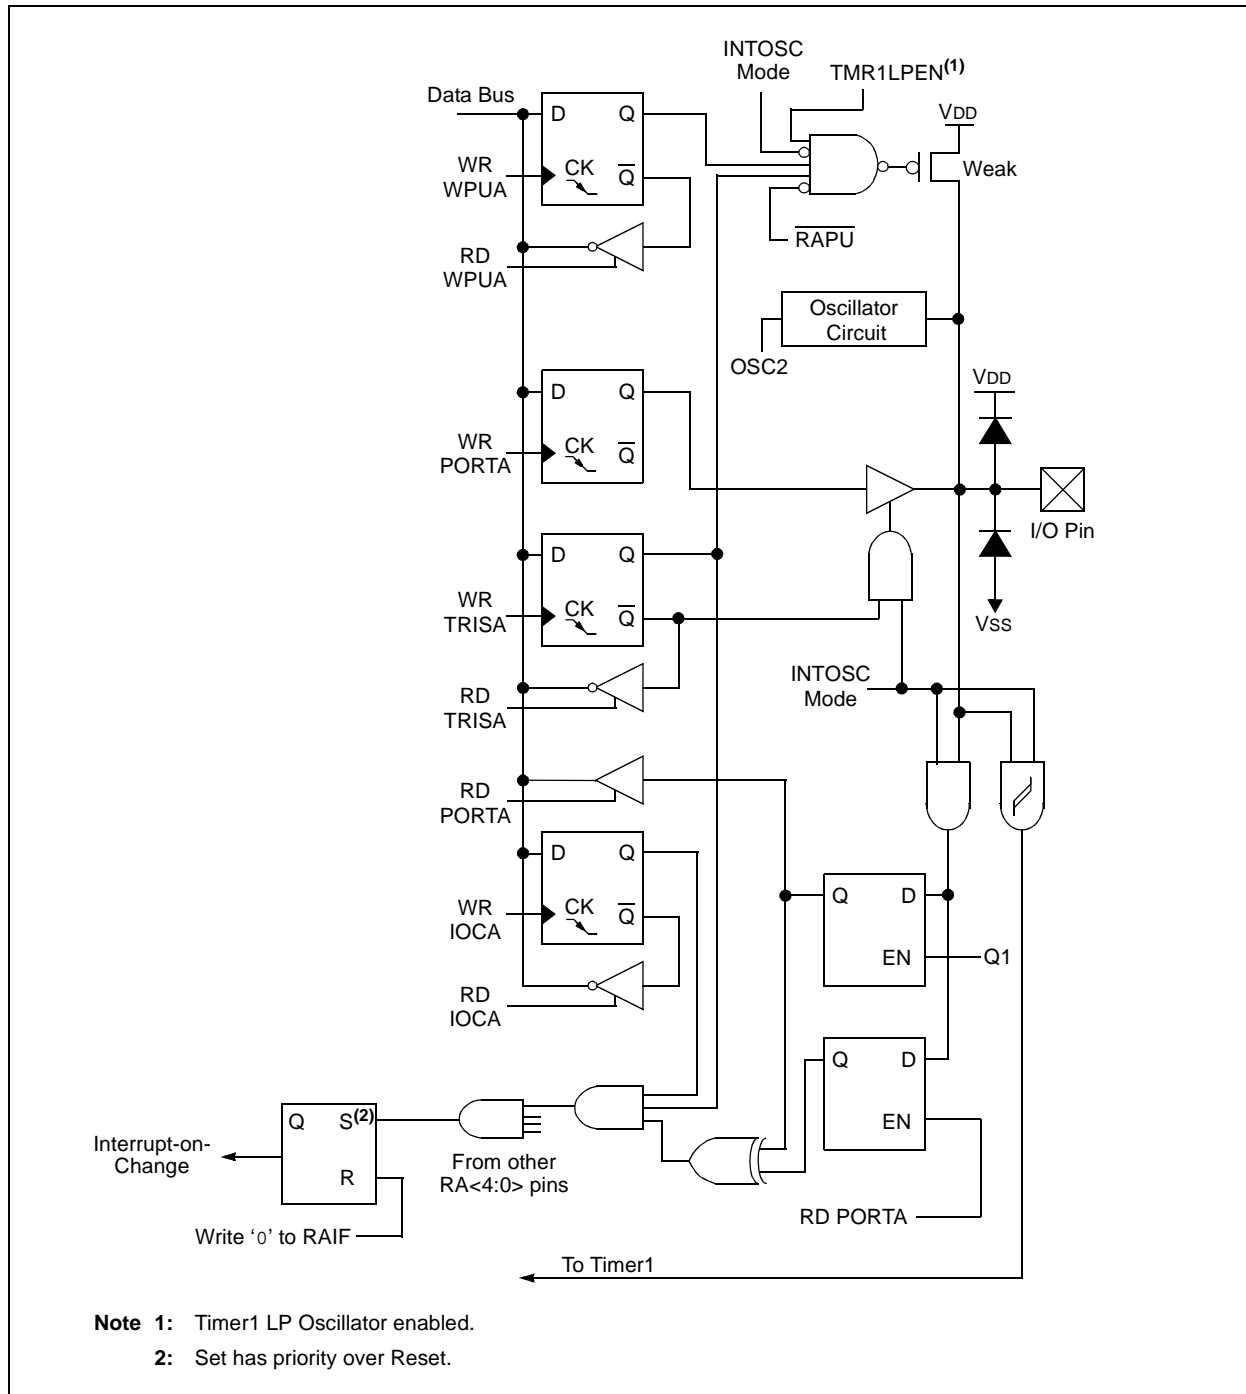 INTOSC
Mode
TMR1LPEN(1)
Data Bus
D Q
VDD
WR
WPUA
CK Q
Weak
RAPU
RD
WPUA
Oscillator
Circuit
OSC2
VDD
D Q
WR
PORTA
CK Q
I/O Pin
D Q
WR
TRISA
CK Q
VSS
INTOSC
Mode
RD
TRISA
RD
PORTA
D Q
Q D
WR
IOCA
CK Q
EN Q1
RD
IOCA
Q D
EN
Q S(2)
Interrupt-on-
Change
R
From other
RA<4:0> pins
RD PORTA
Write ‘0’ to RAIF
To Timer1
Note 1: Timer1 LP Oscillator enabled.
2: Set has priority over Reset.